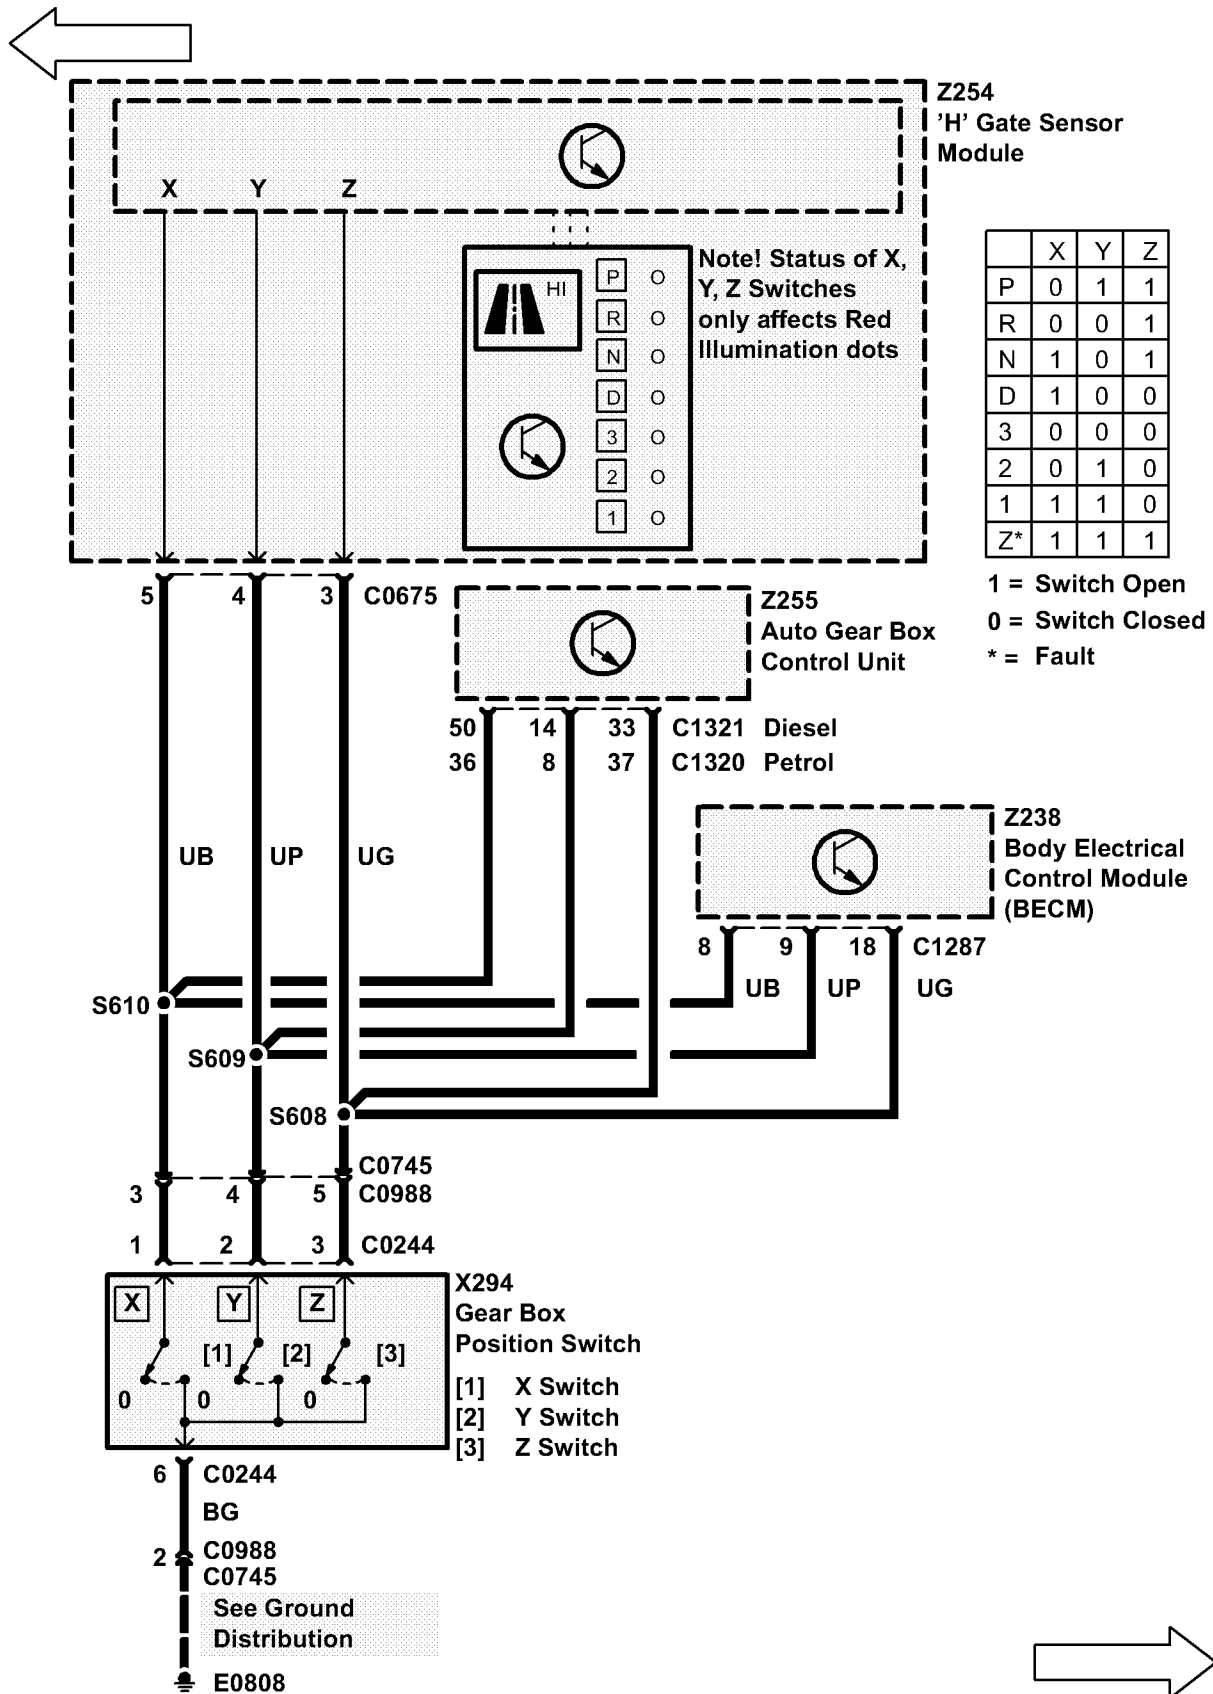 Z254
'H' Gate Sensor
Module
X Y Z
HI
P O
R O
N O
D O
3 O
2 O
1 O
Note! Status of X,
Y, Z Switches
only affects Red
Illumination dots
X Y Z
P 0 1 1
R 0 0 1
N 1 0 1
D 1 0 0
3 0 0 0
2 0 1 0
1 1 1 0
Z* 1 1 1
1 = Switch Open
0 = Switch Closed
* = Fault
5 4 3 C0675
Z255
Auto Gear Box
Control Unit
50 14 33 C1321 Diesel
36 8 37 C1320 Petrol
Z238
Body Electrical
Control Module
(BECM)
UB UP UG
8 9 18 C1287
UB UP UG
S610
S609
S608
C0745
3 4 5 C0988
1 2 3 C0244
X Y Z
X294
Gear Box
Position Switch
[1] [2] [3]
0 0 0
[1] X Switch
[2] Y Switch
[3] Z Switch
6 C0244
BG
2 C0988
C0745
See Ground
Distribution
E0808